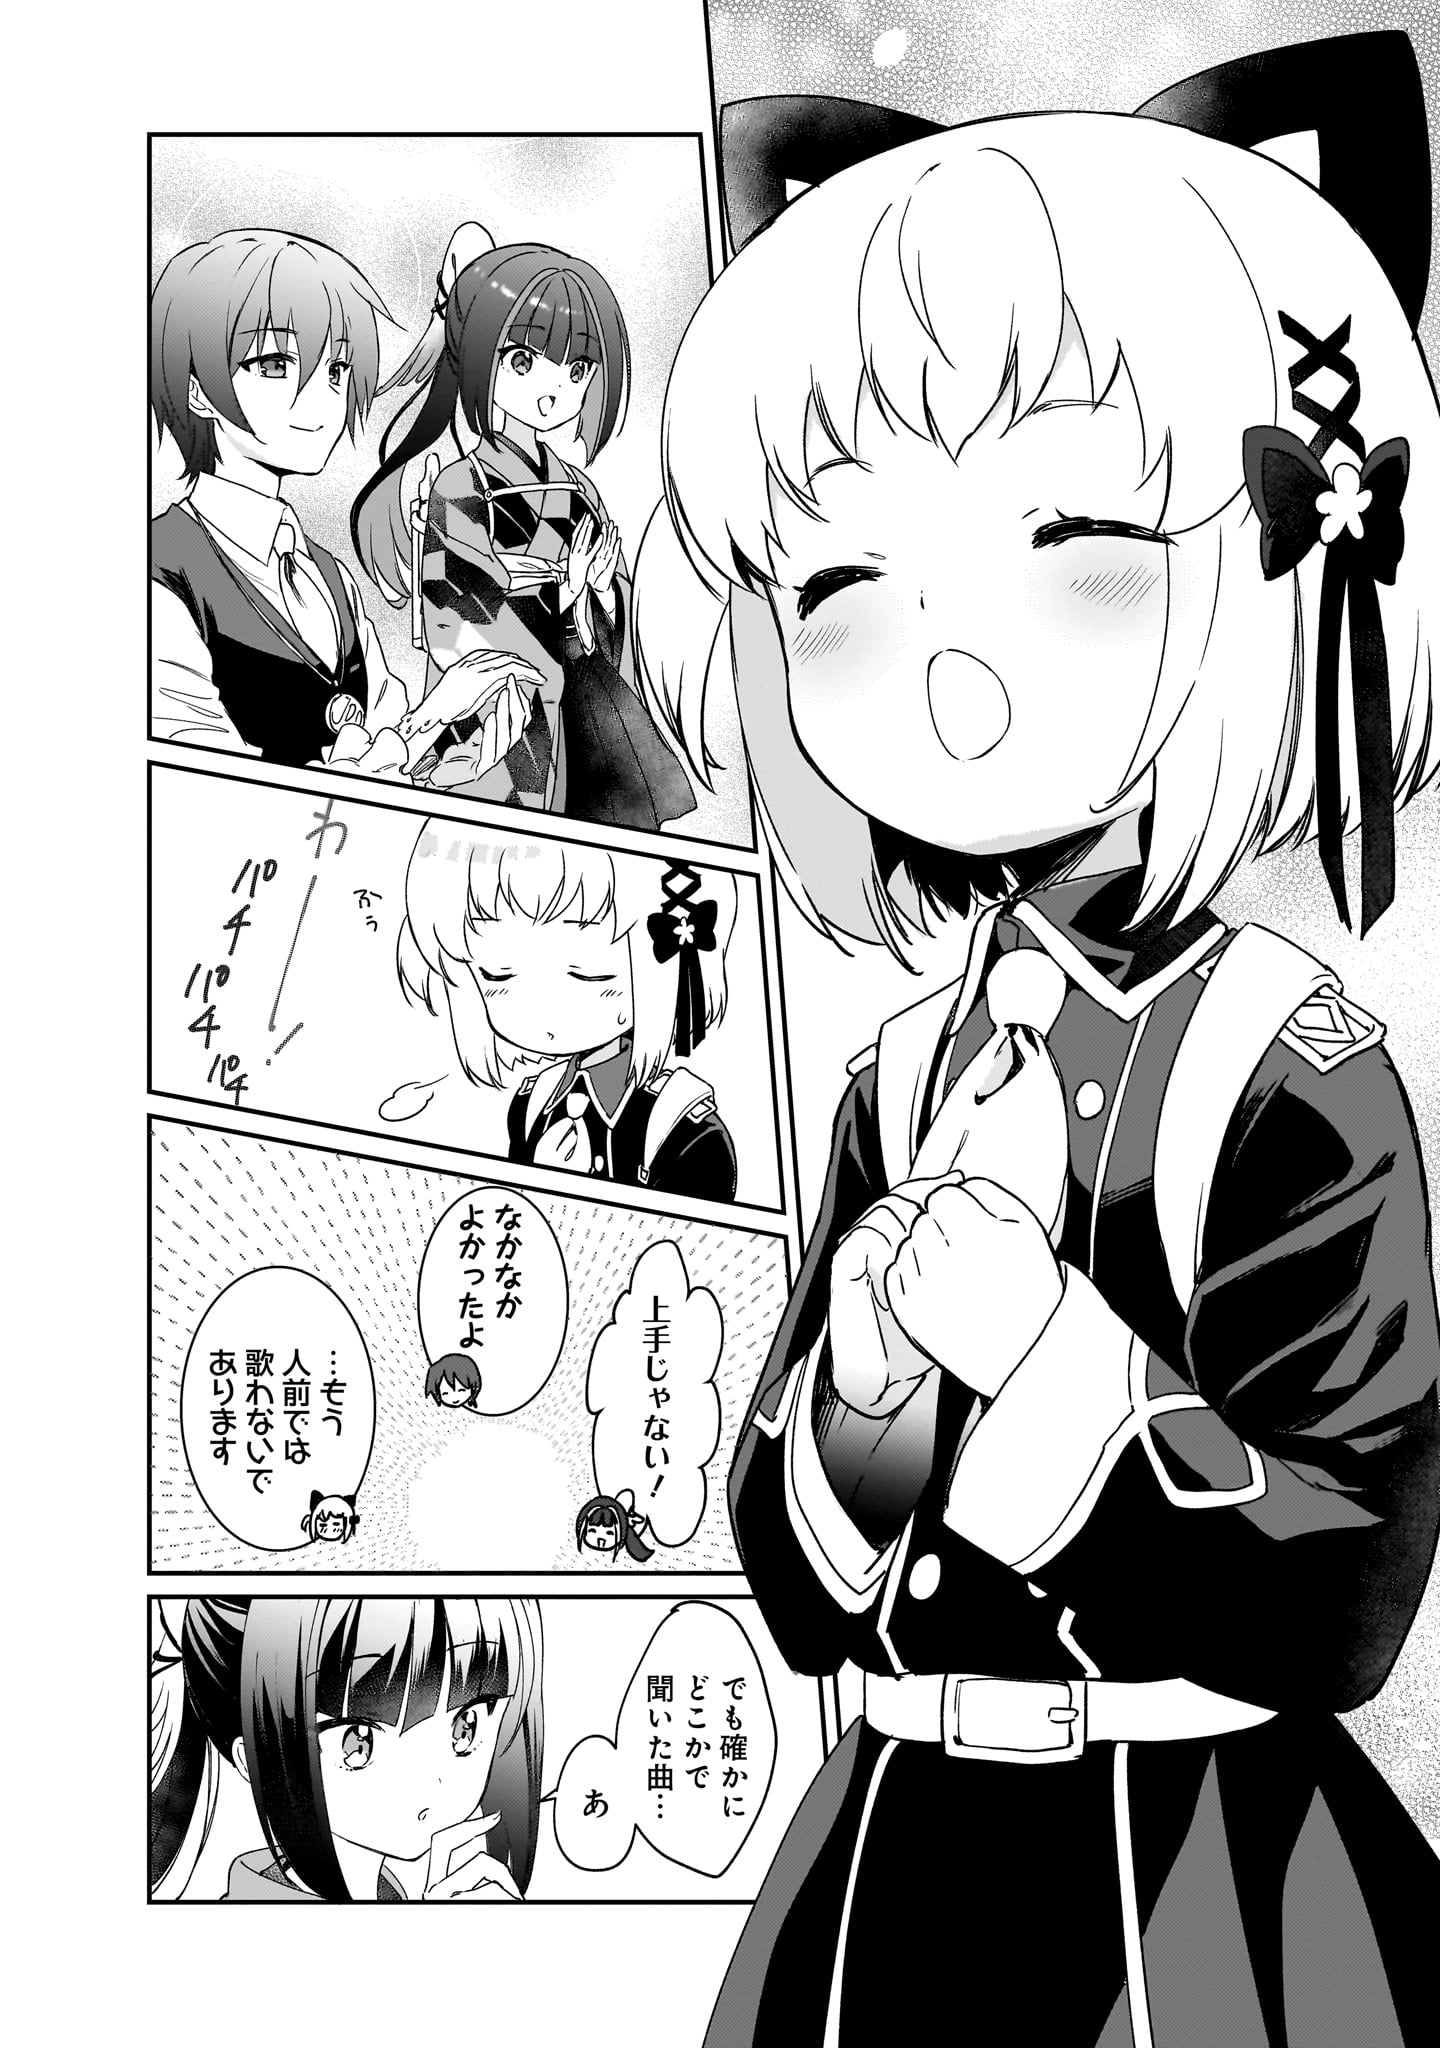 わーー!
パチ
パチ
パチ
ふぅ
上手じゃない!
なかなか
よかったよ
…もう
人前では
歌わないで
あります
でも確かに
どこかで
聞いた曲…
あ